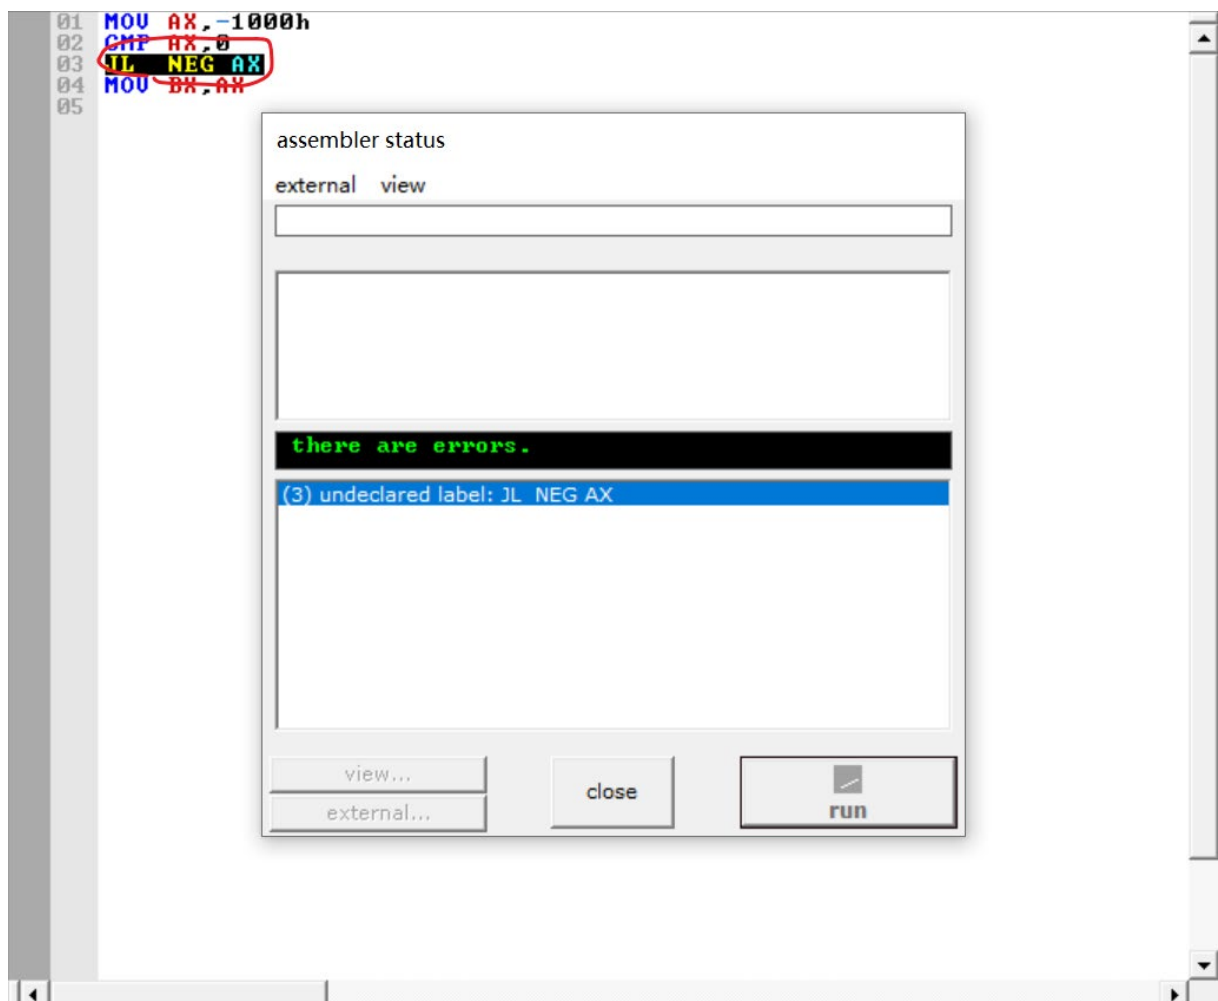 01 MOV AX,-1000h
02 CMP AX,0
03 JL NEG AX
04 MOV BX,AX
05
assembler status
external view
there are errors.
(3) undeclared label: JL NEG AX
view...
external...
close
run